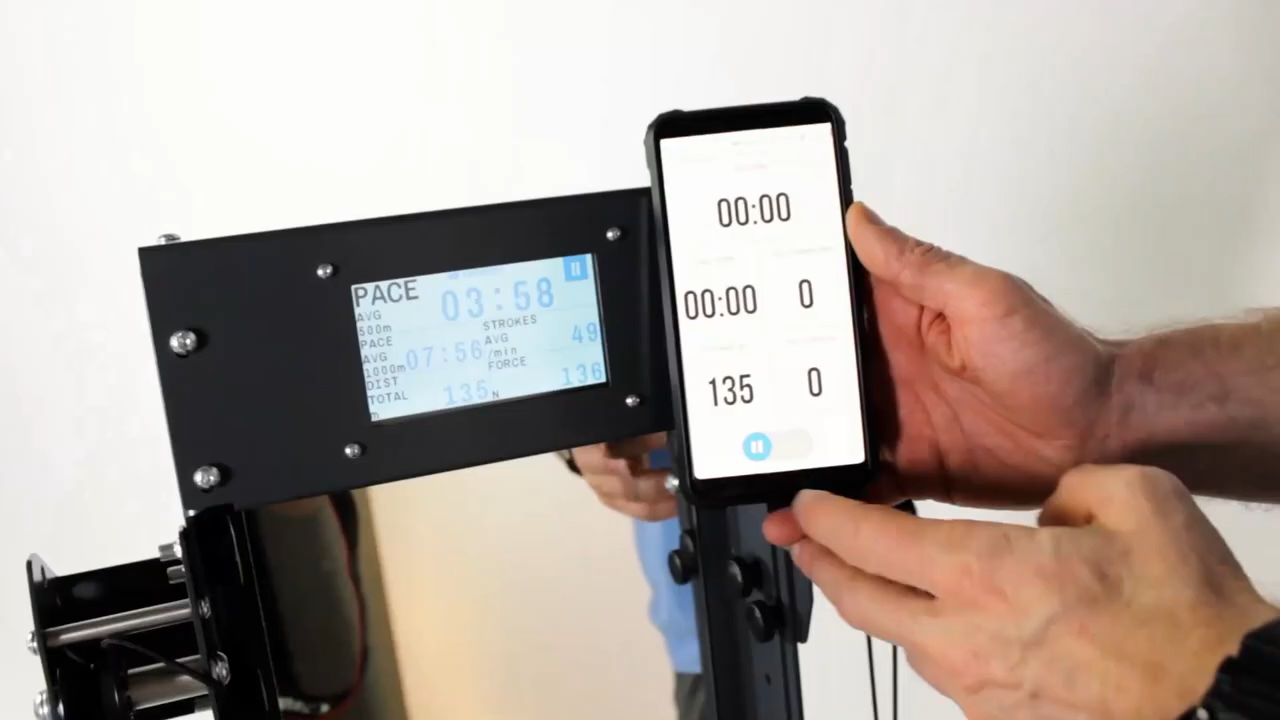 PACE 03:58
AVG
500m
PACE STROKES
AVG 07:56 AVG 49
1000m /min
DIST FORCE
TOTAL 135 N 136
m
00:00
00:00 0
135 0